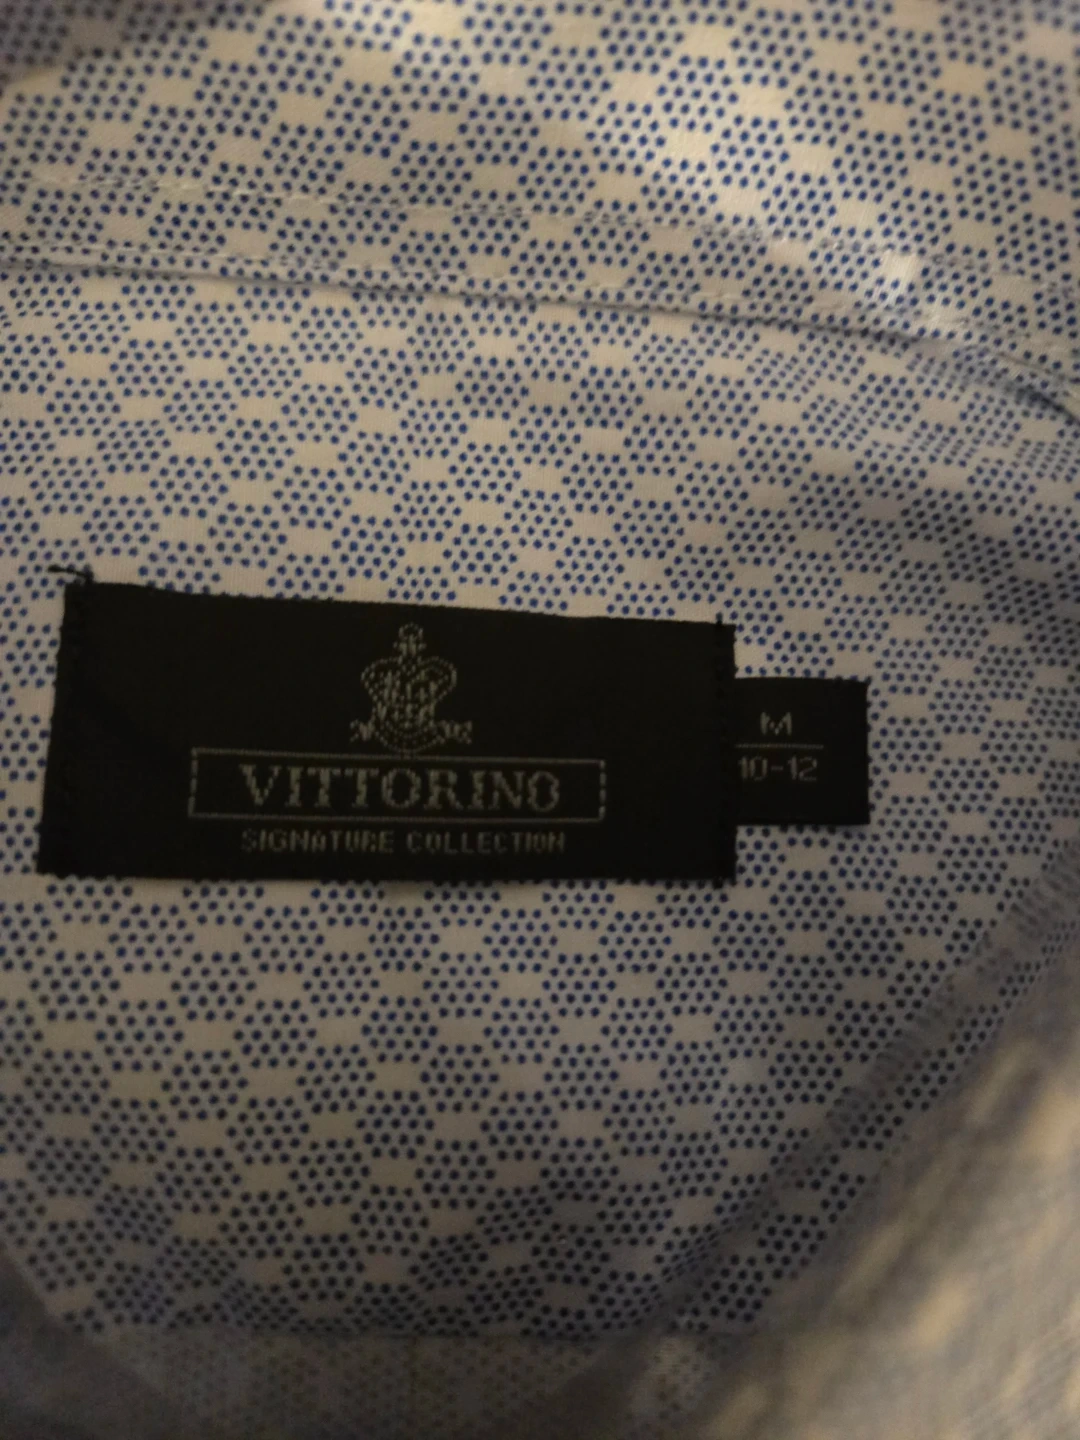 VITTORINO
SIGNATURE COLLECTION
M
10-12